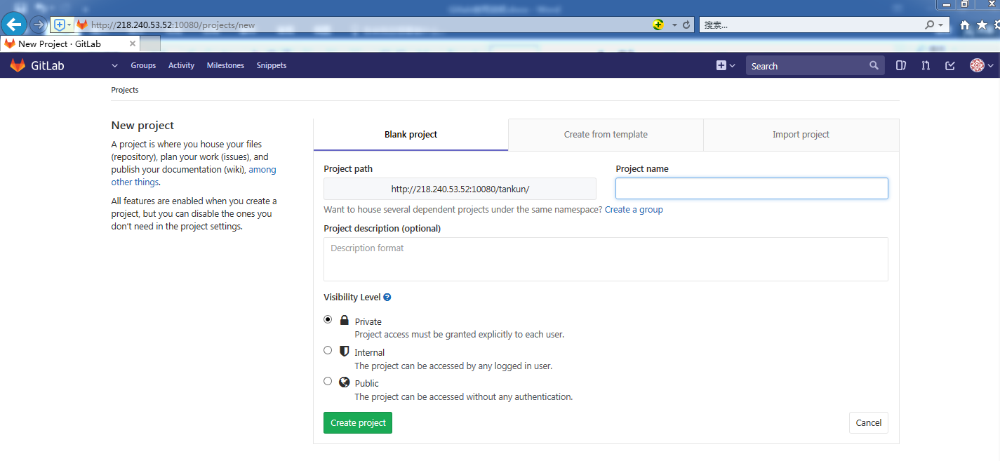 http://218.240.53.52:10080/projects/new
搜索...
New Project · GitLab
GitLab
Groups
Activity
Milestones
Snippets
Search
Projects
New project
A project is where you house your files
(repository), plan your work (issues), and
publish your documentation (wiki), among
other things.
All features are enabled when you create a
project, but you can disable the ones you
don't need in the project settings.
Blank project
Create from template
Import project
Project path
Project name
http://218.240.53.52:10080/tankun/
Want to house several dependent projects under the same namespace? Create a group
Project description (optional)
Description format
Visibility Level
Private
Project access must be granted explicitly to each user.
Internal
The project can be accessed by any logged in user.
Public
The project can be accessed without any authentication.
Create project
Cancel